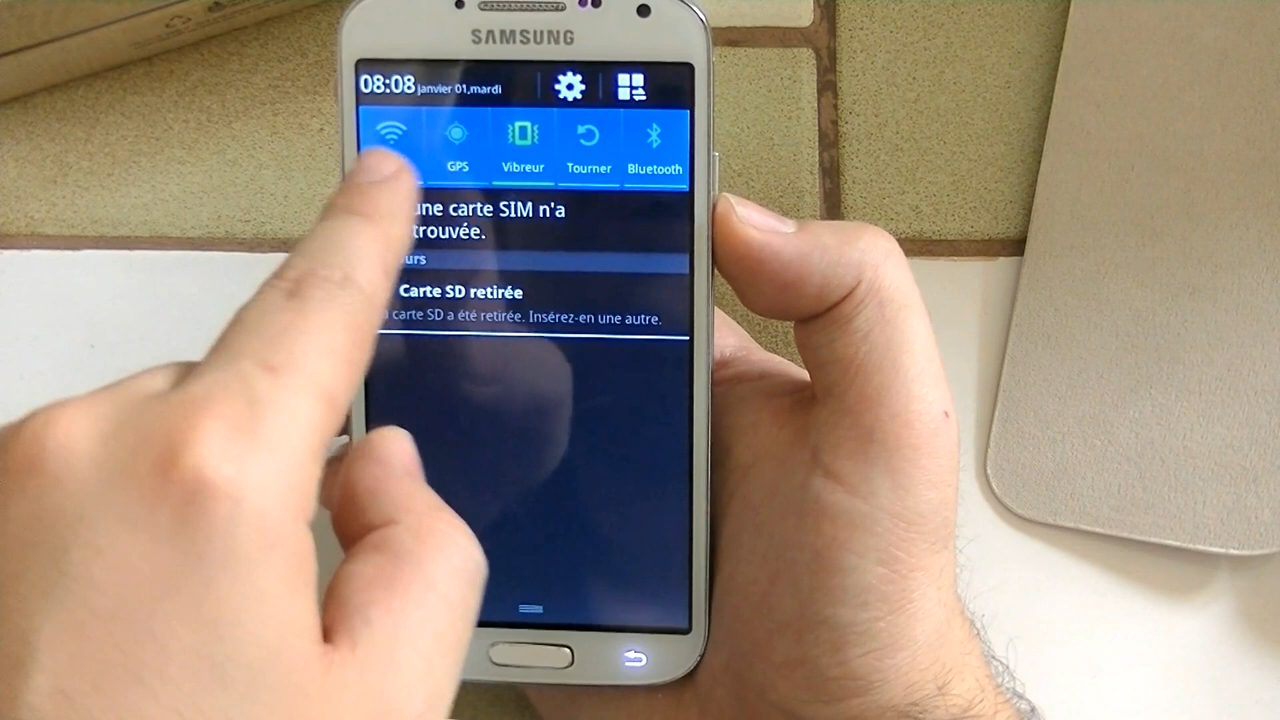 SAMSUNG
08:08 janvier 01,mardi
GPS Vibreur Tourner Bluetooth
une carte SIM n'a
trouvée.
urs
Carte SD retirée
a carte SD a été retirée. Insérez-en une autre.